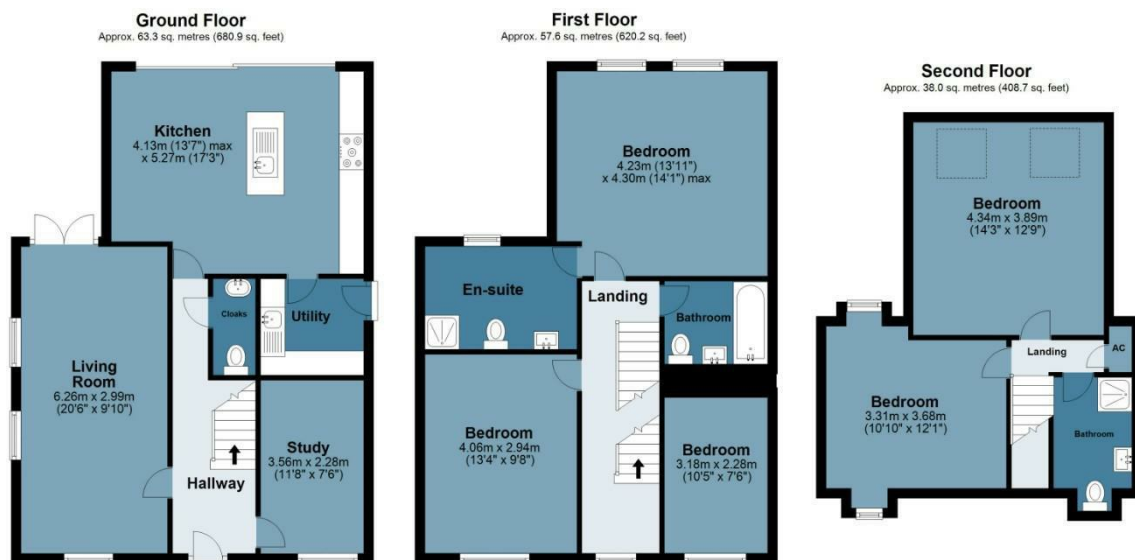 Ground Floor
Approx. 63.3 sq. metres (680.9 sq. feet)
Kitchen
4.13m (13'7") max
x 5.27m (17'3")
Living
Room
6.26m x 2.99m
(20'6" x 9'10")
Cloaks
Utility
Study
3.56m x 2.28m
(11'8" x 7'6")
Hallway
First Floor
Approx. 57.6 sq. metres (620.2 sq. feet)
Bedroom
4.23m (13'11")
x 4.30m (14'1") max
En-suite
Landing
Bathroom
Bedroom
4.06m x 2.94m
(13'4" x 9'8")
Bedroom
3.18m x 2.28m
(10'5" x 7'6")
Second Floor
Approx. 38.0 sq. metres (408.7 sq. feet)
Bedroom
4.34m x 3.89m
(14'3" x 12'9")
Landing
AC
Bedroom
3.31m x 3.68m
(10'10" x 12'1")
Bathroom